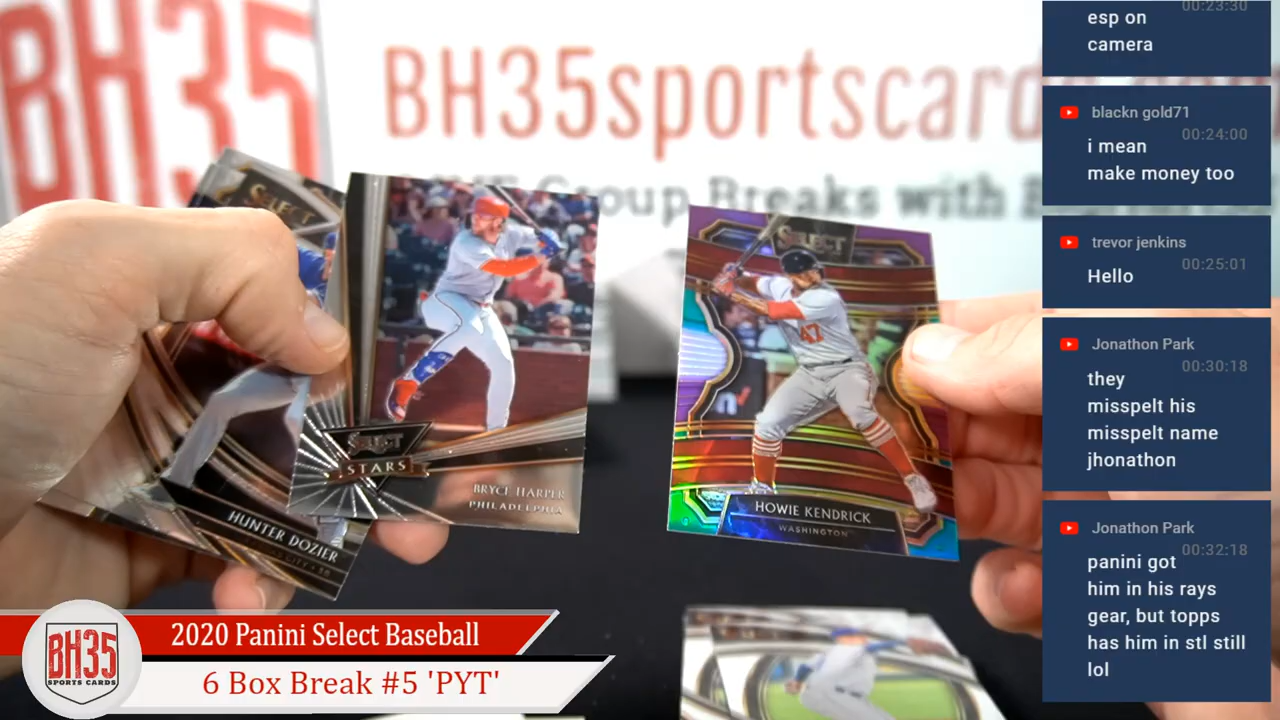 BH35
BH35sportscard
Group Breaks with
SELECT
SELECT
STARS
BRYCE HARPER
PHILADELPHIA
HUNTER DOZIER
SELECT
47
HOWIE KENDRICK
WASHINGTON
BH35
SPORTS CARDS
2020 Panini Select Baseball
6 Box Break #5 'PYT'
00:23:30
esp on
camera
blackn gold71
00:24:00
i mean
make money too
trevor jenkins
00:25:01
Hello
Jonathon Park
00:30:18
they
misspelt his
misspelt name
jhonathon
Jonathon Park
00:32:18
panini got
him in his rays
gear, but topps
has him in stl still
lol